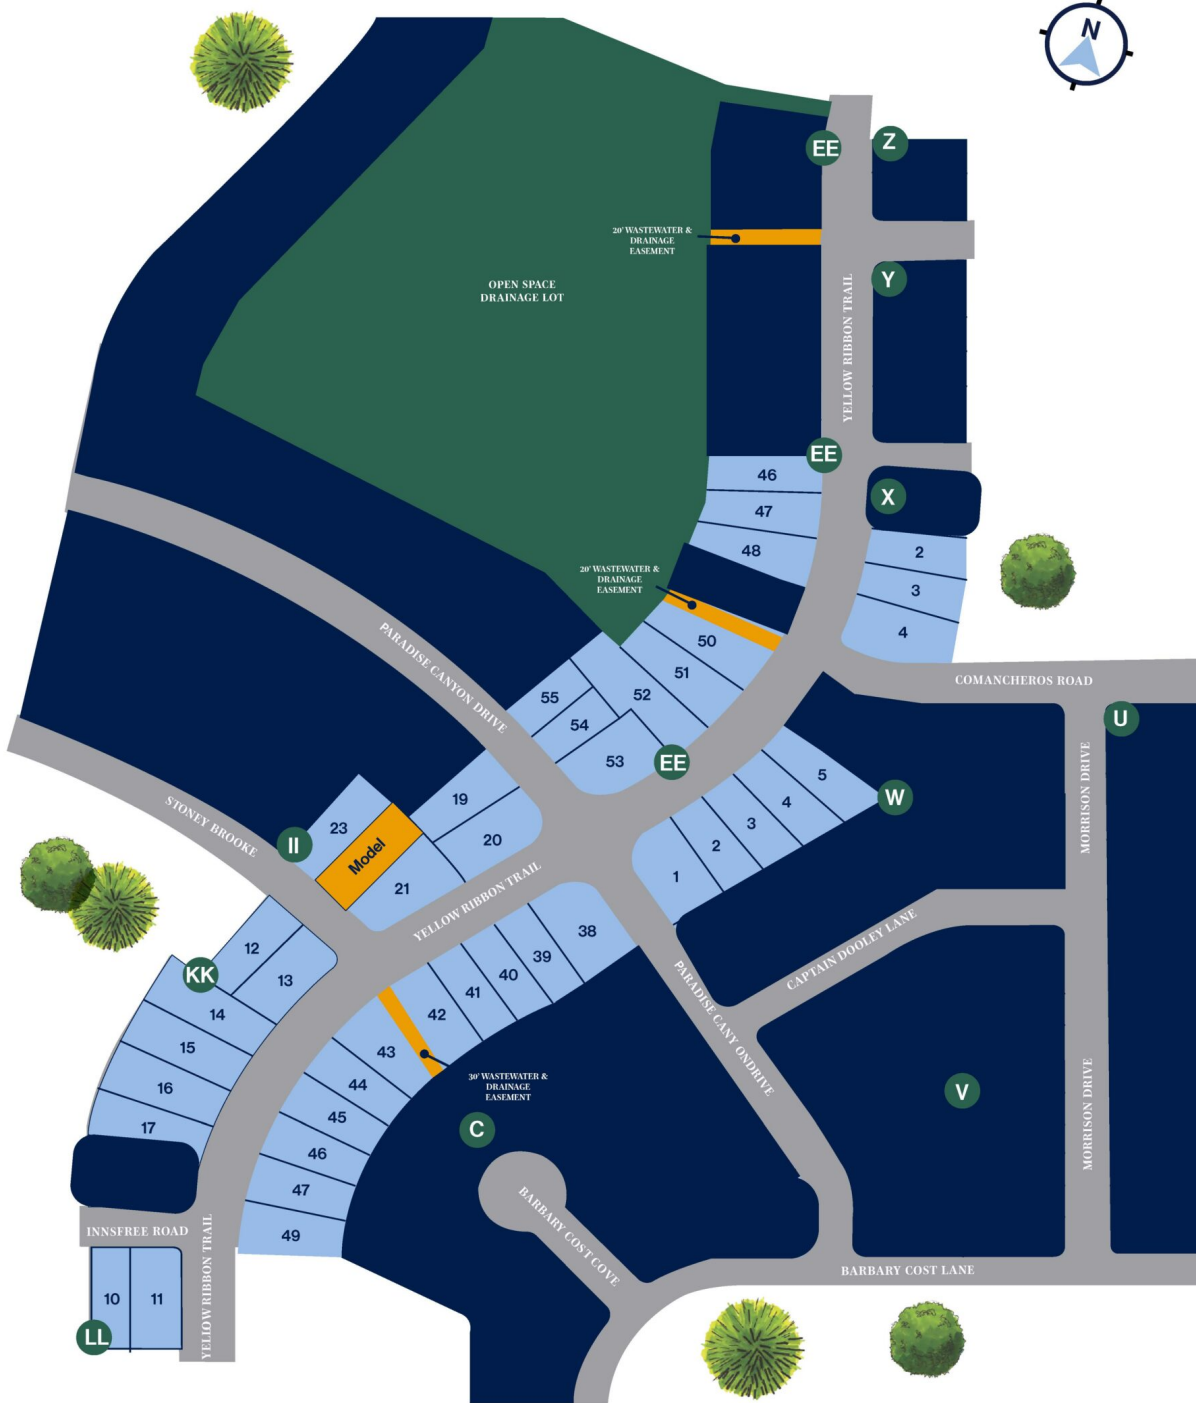 N
EE
Z
20' WASTEWATER &
DRAINAGE
EASEMENT
Y
OPEN SPACE
DRAINAGE LOT
YELLOW RIBBON TRAIL
EE
46
47
48
X
2
3
4
20' WASTEWATER &
DRAINAGE
EASEMENT
50
51
52
55
54
53
EE
PARADISE CANYON DRIVE
COMANCHEROS ROAD
U
MORRISON DRIVE
5
4
3
2
1
W
19
20
STONEY BROOKE
II
23
Model
21
YELLOW RIBBON TRAIL
38
39
40
41
42
43
44
45
46
47
49
CAPTAIN DOOLEY LANE
PARADISE CANY ONDRIVE
KK
12
13
14
15
16
17
30' WASTEWATER &
DRAINAGE
EASEMENT
C
V
MORRISON DRIVE
BARBARY COST COVE
INNSFREE ROAD
YELIOW RIBBON TRAIL
BARBARY COST LANE
10
11
LL